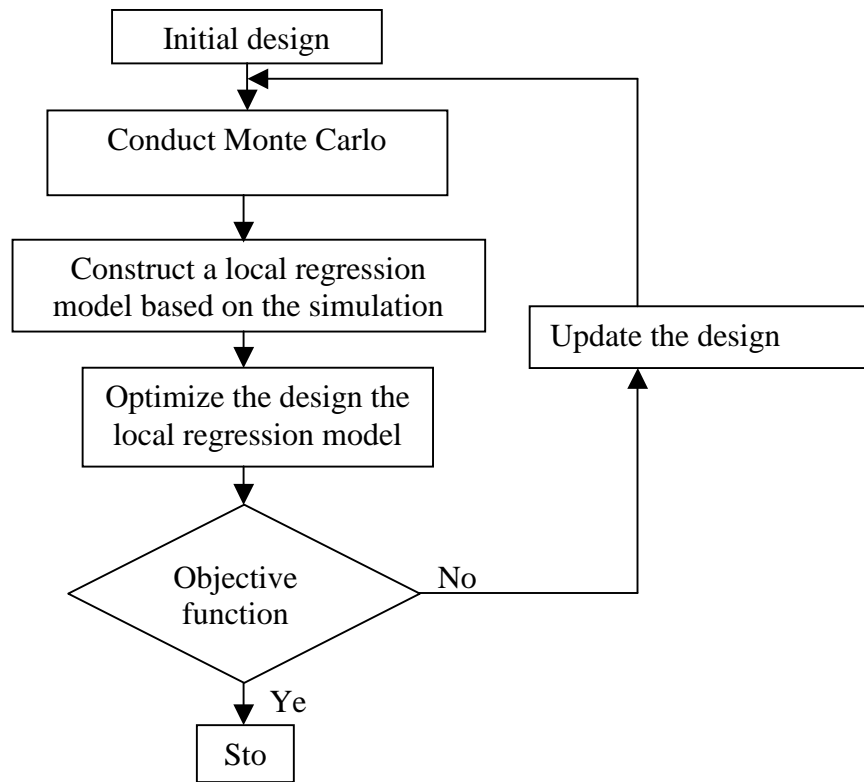 Initial design
Conduct Monte Carlo
Construct a local regression
model based on the simulation
Update the design
Optimize the design the
local regression model
Objective
function
No
Ye
Sto